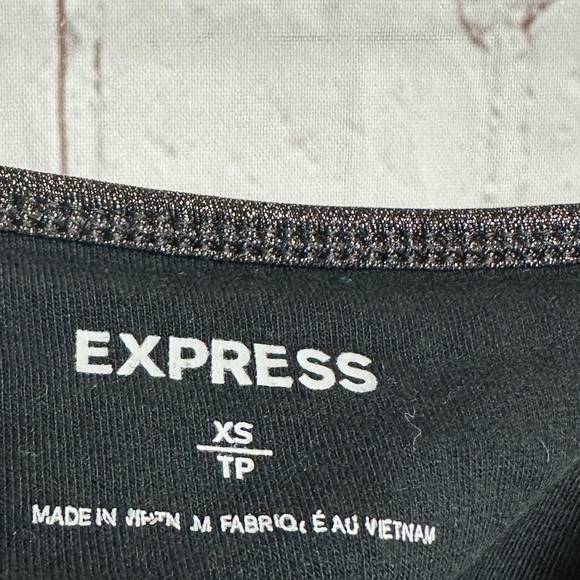 EXPRESS
XS
TP
MADE IN FABRIQUÉ AU VIETNAM